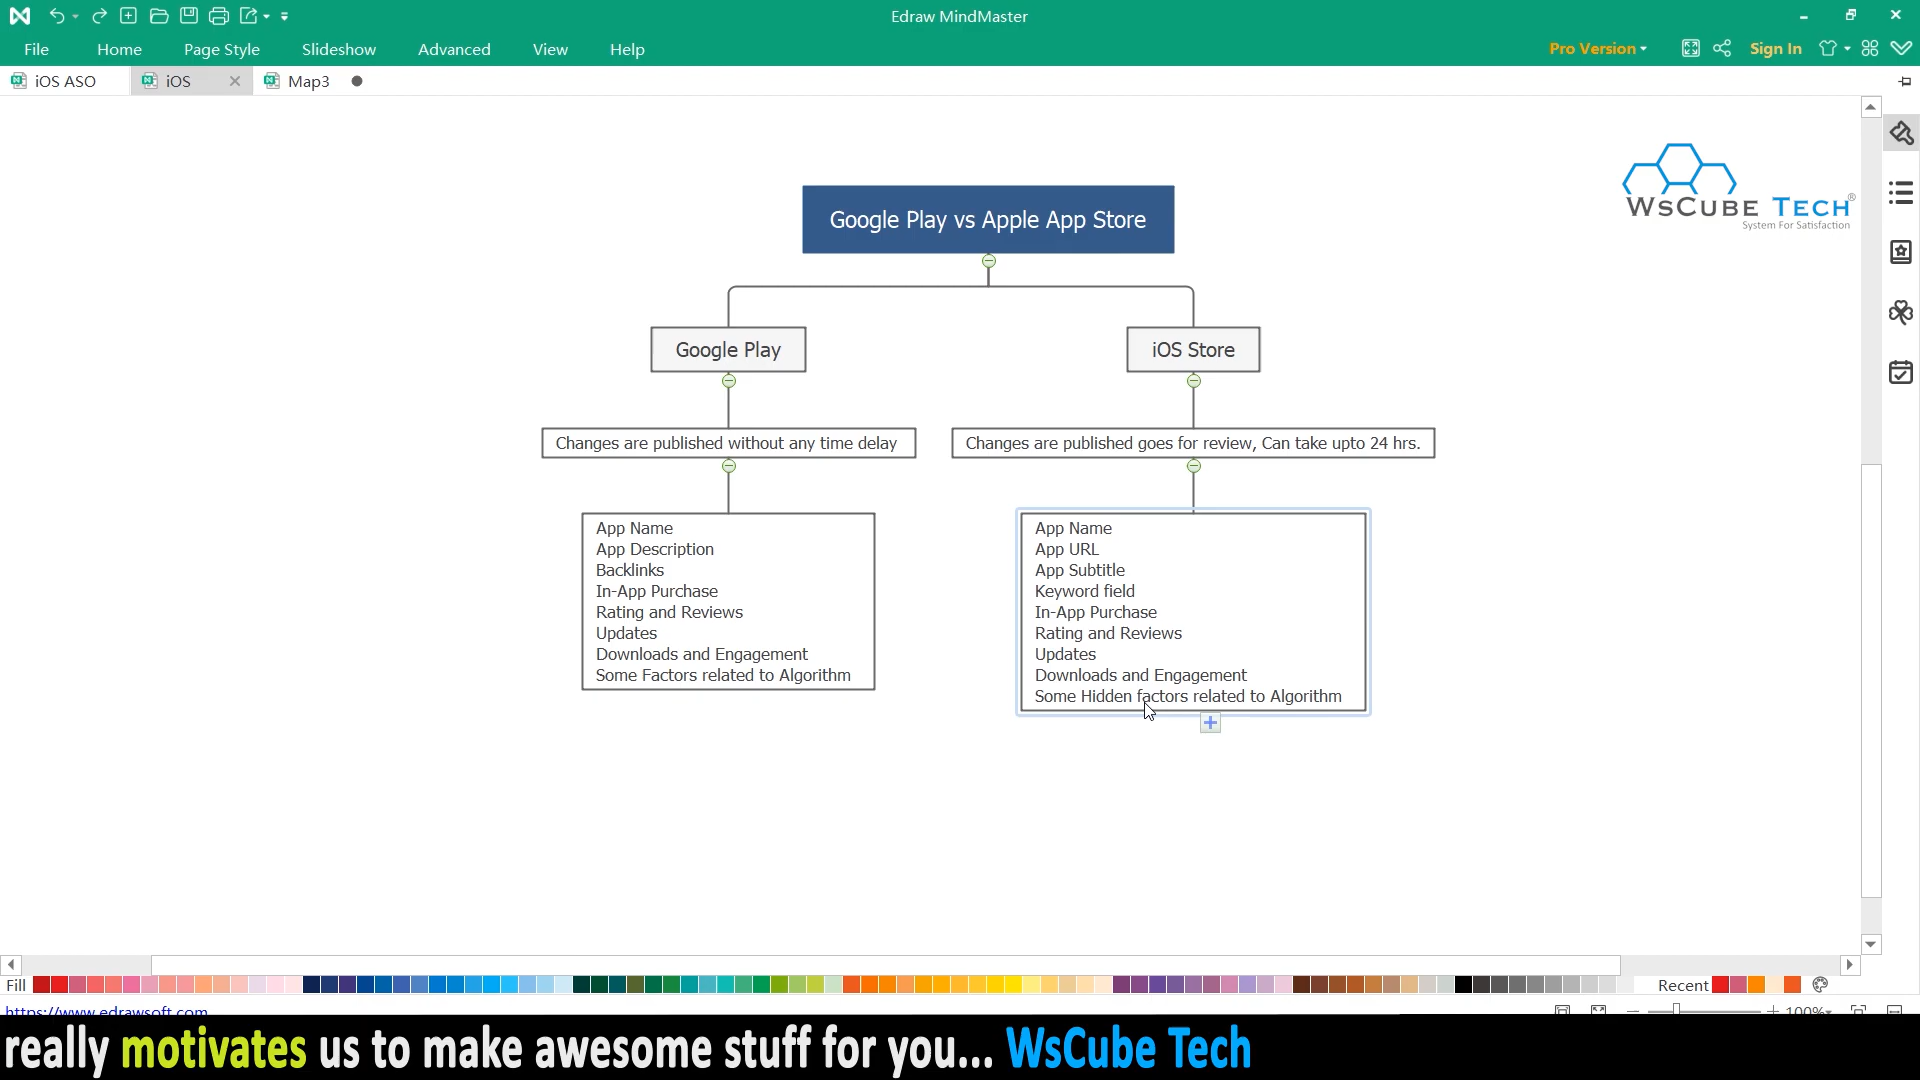 Edraw MindMaster
File Home Page Style Slideshow Advanced View Help Pro Version Sign In
iOS ASO iOS Map3
WsCube Tech®
System For Satisfaction
Google Play vs Apple App Store
Google Play
iOS Store
Changes are published without any time delay
Changes are published goes for review, Can take upto 24 hrs.
App Name
App Description
Backlinks
In-App Purchase
Rating and Reviews
Updates
Downloads and Engagement
Some Factors related to Algorithm
App Name
App URL
App Subtitle
Keyword field
In-App Purchase
Rating and Reviews
Updates
Downloads and Engagement
Some Hidden factors related to Algorithm
Fill Recent
https://www.edrawsoft.com 100%
really motivates us to make awesome stuff for you... WsCube Tech